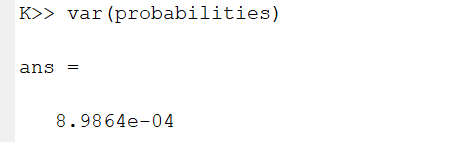 K>> var(probabilities)
ans =
8.9864e-04